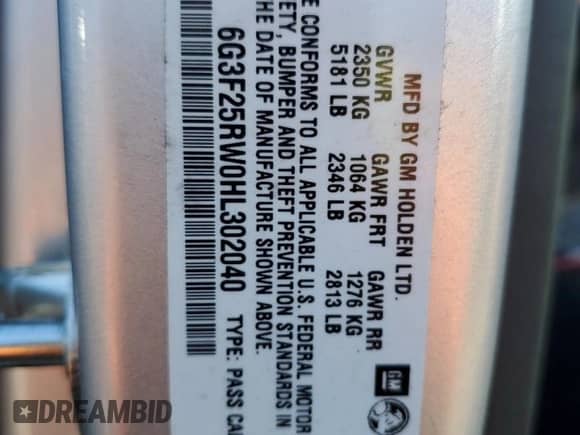 MFD BY GM HOLDEN LTD.
GVWR GAWR FRT GAWR RR
2350 KG 1064 KG 1276 KG
5181 LB 2346 LB 2813 LB
E CONFORMS TO ALL APPLICABLE U.S. FEDERAL MOTOR
ETY, BUMPER AND THEFT PREVENTION STANDARDS IN
THE DATE OF MANUFACTURE SHOWN ABOVE.
6G3F25RW0HL302040 TYPE: PASS CA
GM
DREAMBID